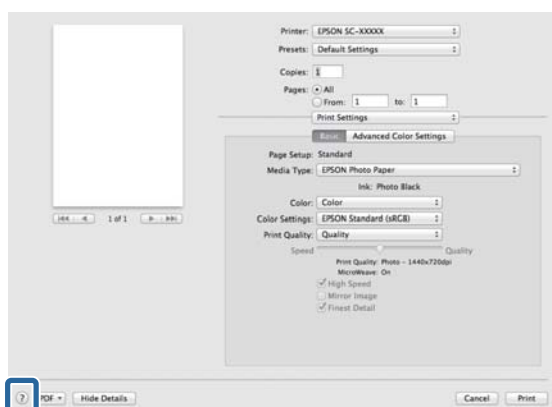 Printer: EPSON SC-XXXXX
Presets: Default Settings
Copies: 1
Pages: All
From: 1 to: 1
Print Settings
Basic Advanced Color Settings
Page Setup: Standard
Media Type: EPSON Photo Paper
Ink: Photo Black
Color: Color
Color Settings: EPSON Standard (sRGB)
Print Quality: Quality
Speed Quality
Print Quality: Photo - 1440x720dpi
MicroWeave: On
High Speed
Mirror Image
Finest Detail
1 of 1
? PDF Hide Details Cancel Print